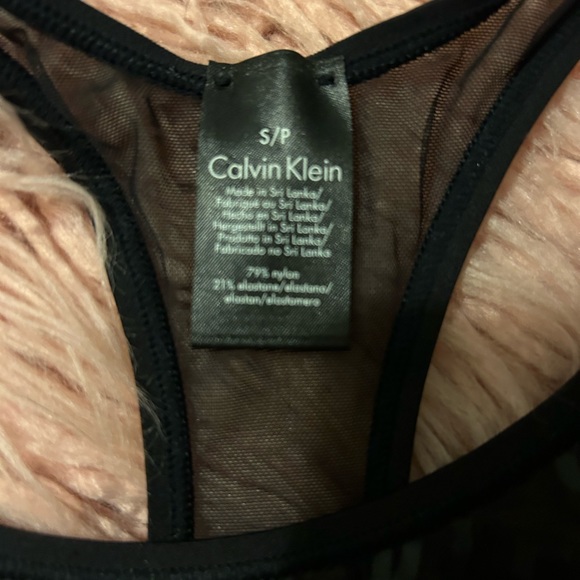 S/P
Calvin Klein
Made in Sri Lanka/
Fabriqué au Sri Lanka/
Hecho en Sri Lanka/
Hergestellt in Sri Lanka/
Prodotto in Sri Lanka/
Fabricado no Sri Lanka
79% nylon
21% elastane/elastano/
elastan/elastomero